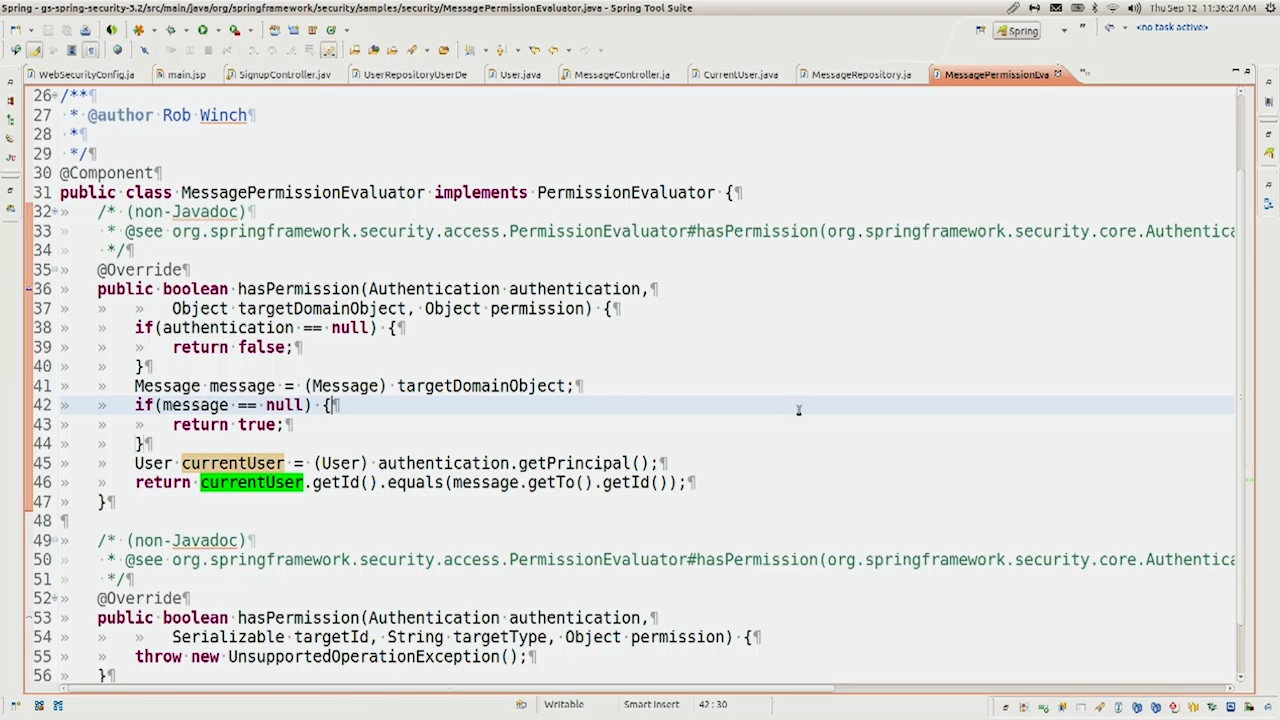 Spring - gs-spring-security-3.2/src/main/java/org/springframework/security/samples/security/MessagePermissionEvaluator.java - Spring Tool Suite
Thu Sep 12, 11:36:24 AM
Spring
<no task active>
WebSecurityConfig.ja
main.jsp
SignupController.jav
UserRepositoryUserDe
User.java
MessageController.ja
CurrentUser.java
MessageRepository.ja
MessagePermissionEva
26 /**¶
27 * @author Rob Winch¶
28 *¶
29 */¶
30 @Component¶
31 public class MessagePermissionEvaluator implements PermissionEvaluator {¶
32 » /* (non-Javadoc)¶
33 » * @see org.springframework.security.access.PermissionEvaluator#hasPermission(org.springframework.security.core.Authentica
34 » */¶
35 » @Override¶
36 » public boolean hasPermission(Authentication authentication,¶
37 » » » Object targetDomainObject, Object permission) {¶
38 » » if(authentication == null) {¶
39 » » » return false;¶
40 » » }¶
41 » » Message message = (Message) targetDomainObject;¶
42 » » if(message == null) {¶
43 » » » return true;¶
44 » » }¶
45 » » User currentUser = (User) authentication.getPrincipal();¶
46 » » return currentUser.getId().equals(message.getTo().getId());¶
47 » }¶
48 ¶
49 » /* (non-Javadoc)¶
50 » * @see org.springframework.security.access.PermissionEvaluator#hasPermission(org.springframework.security.core.Authentica
51 » */¶
52 » @Override¶
53 » public boolean hasPermission(Authentication authentication,¶
54 » » » Serializable targetId, String targetType, Object permission) {¶
55 » » throw new UnsupportedOperationException();¶
56 » }¶
Writable
Smart Insert
42:30